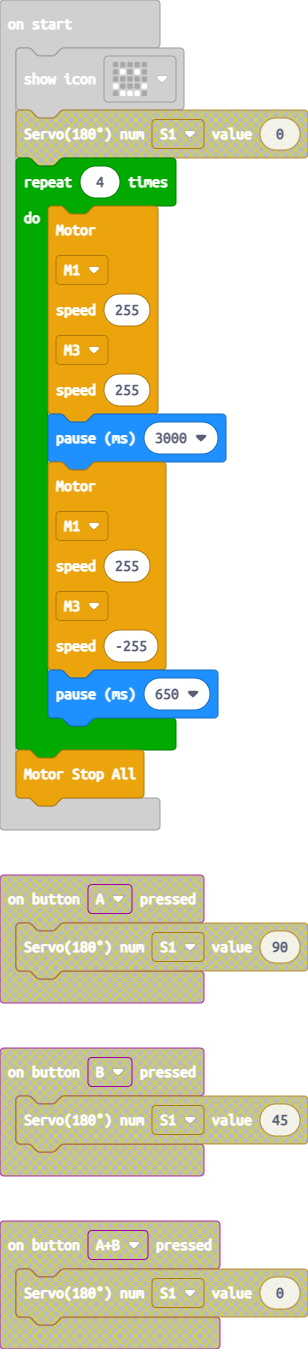 on start
show icon
Servo(180°) num S1 value 0
repeat 4 times
do
Motor
M1
speed 255
M3
speed 255
pause (ms) 3000
Motor
M1
speed 255
M3
speed -255
pause (ms) 650
Motor Stop All
on button A pressed
Servo(180°) num S1 value 90
on button B pressed
Servo(180°) num S1 value 45
on button A+B pressed
Servo(180°) num S1 value 0